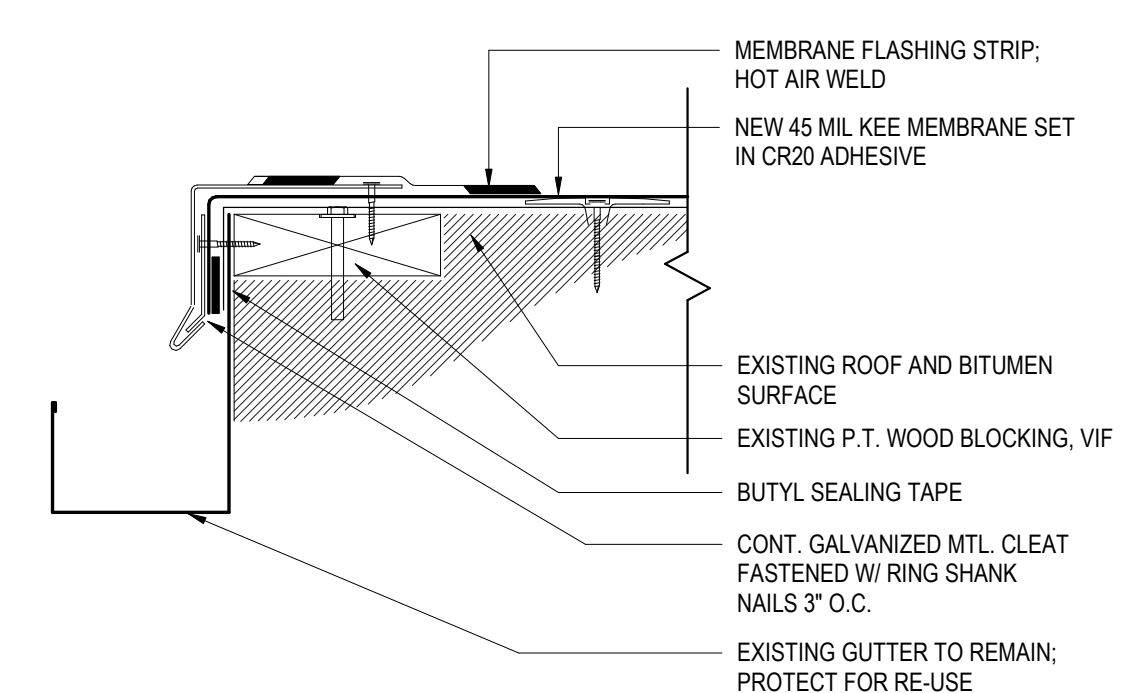 MEMBRANE FLASHING STRIP;
HOT AIR WELD
NEW 45 MIL KEE MEMBRANE SET
IN CR20 ADHESIVE
EXISTING ROOF AND BITUMEN
SURFACE
EXISTING P.T. WOOD BLOCKING, VIF
BUTYL SEALING TAPE
CONT. GALVANIZED MTL. CLEAT
FASTENED W/ RING SHANK
NAILS 3" O.C.
EXISTING GUTTER TO REMAIN;
PROTECT FOR RE-USE